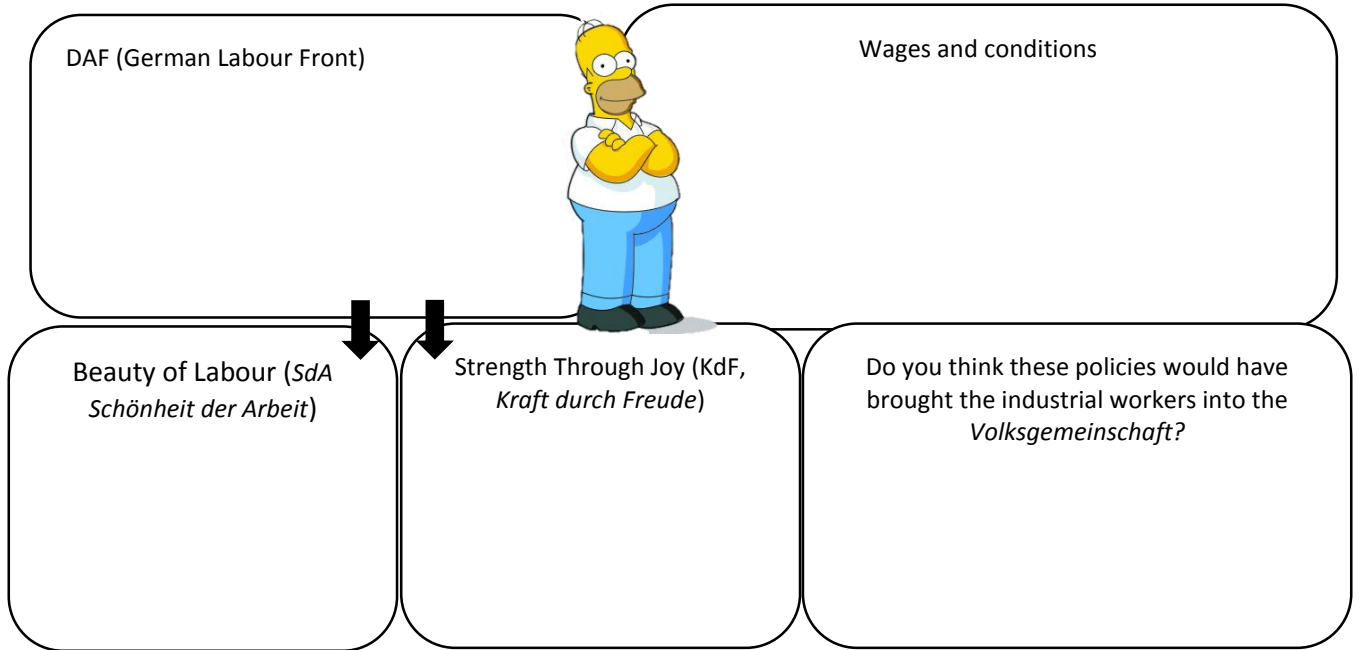 DAF (German Labour Front)
Wages and conditions
Beauty of Labour (SdA
Schönheit der Arbeit)
Strength Through Joy (KdF,
Kraft durch Freude)
Do you think these policies would have
brought the industrial workers into the
Volksgemeinschaft?